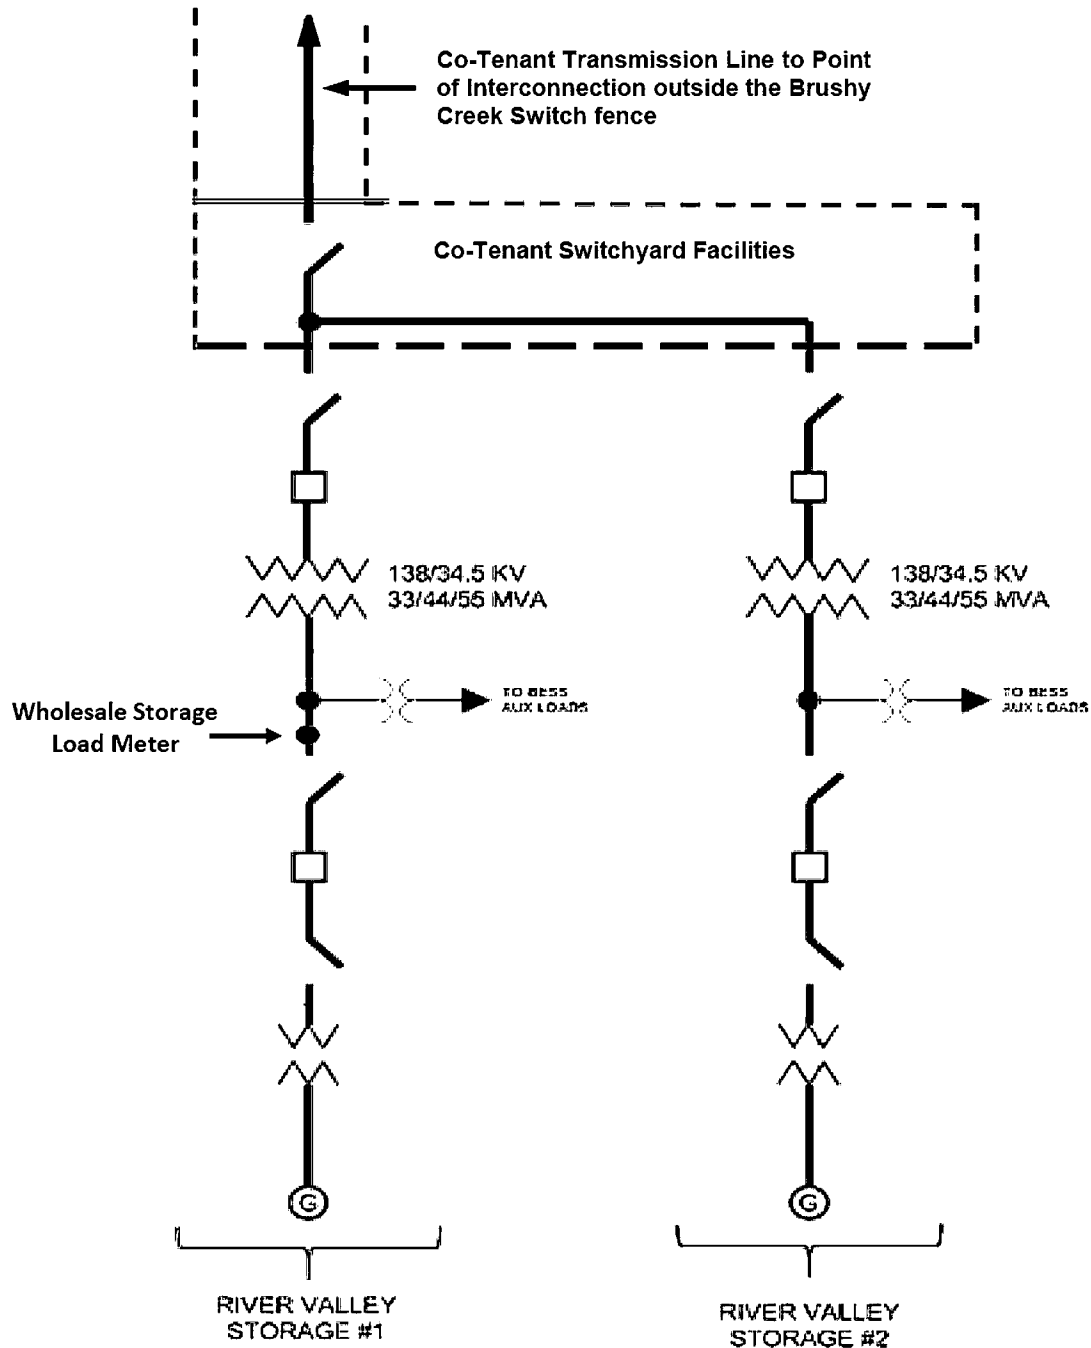 Co-Tenant Transmission Line to Point
of Interconnection outside the Brushy
Creek Switch fence
Co-Tenant Switchyard Facilities
138/34.5 KV
33/44/55 MVA
138/34.5 KV
33/44/55 MVA
TO BESS
AUX LOADS
TO BESS
AUX LOADS
Wholesale Storage
Load Meter
G
G
RIVER VALLEY
STORAGE #1
RIVER VALLEY
STORAGE #2